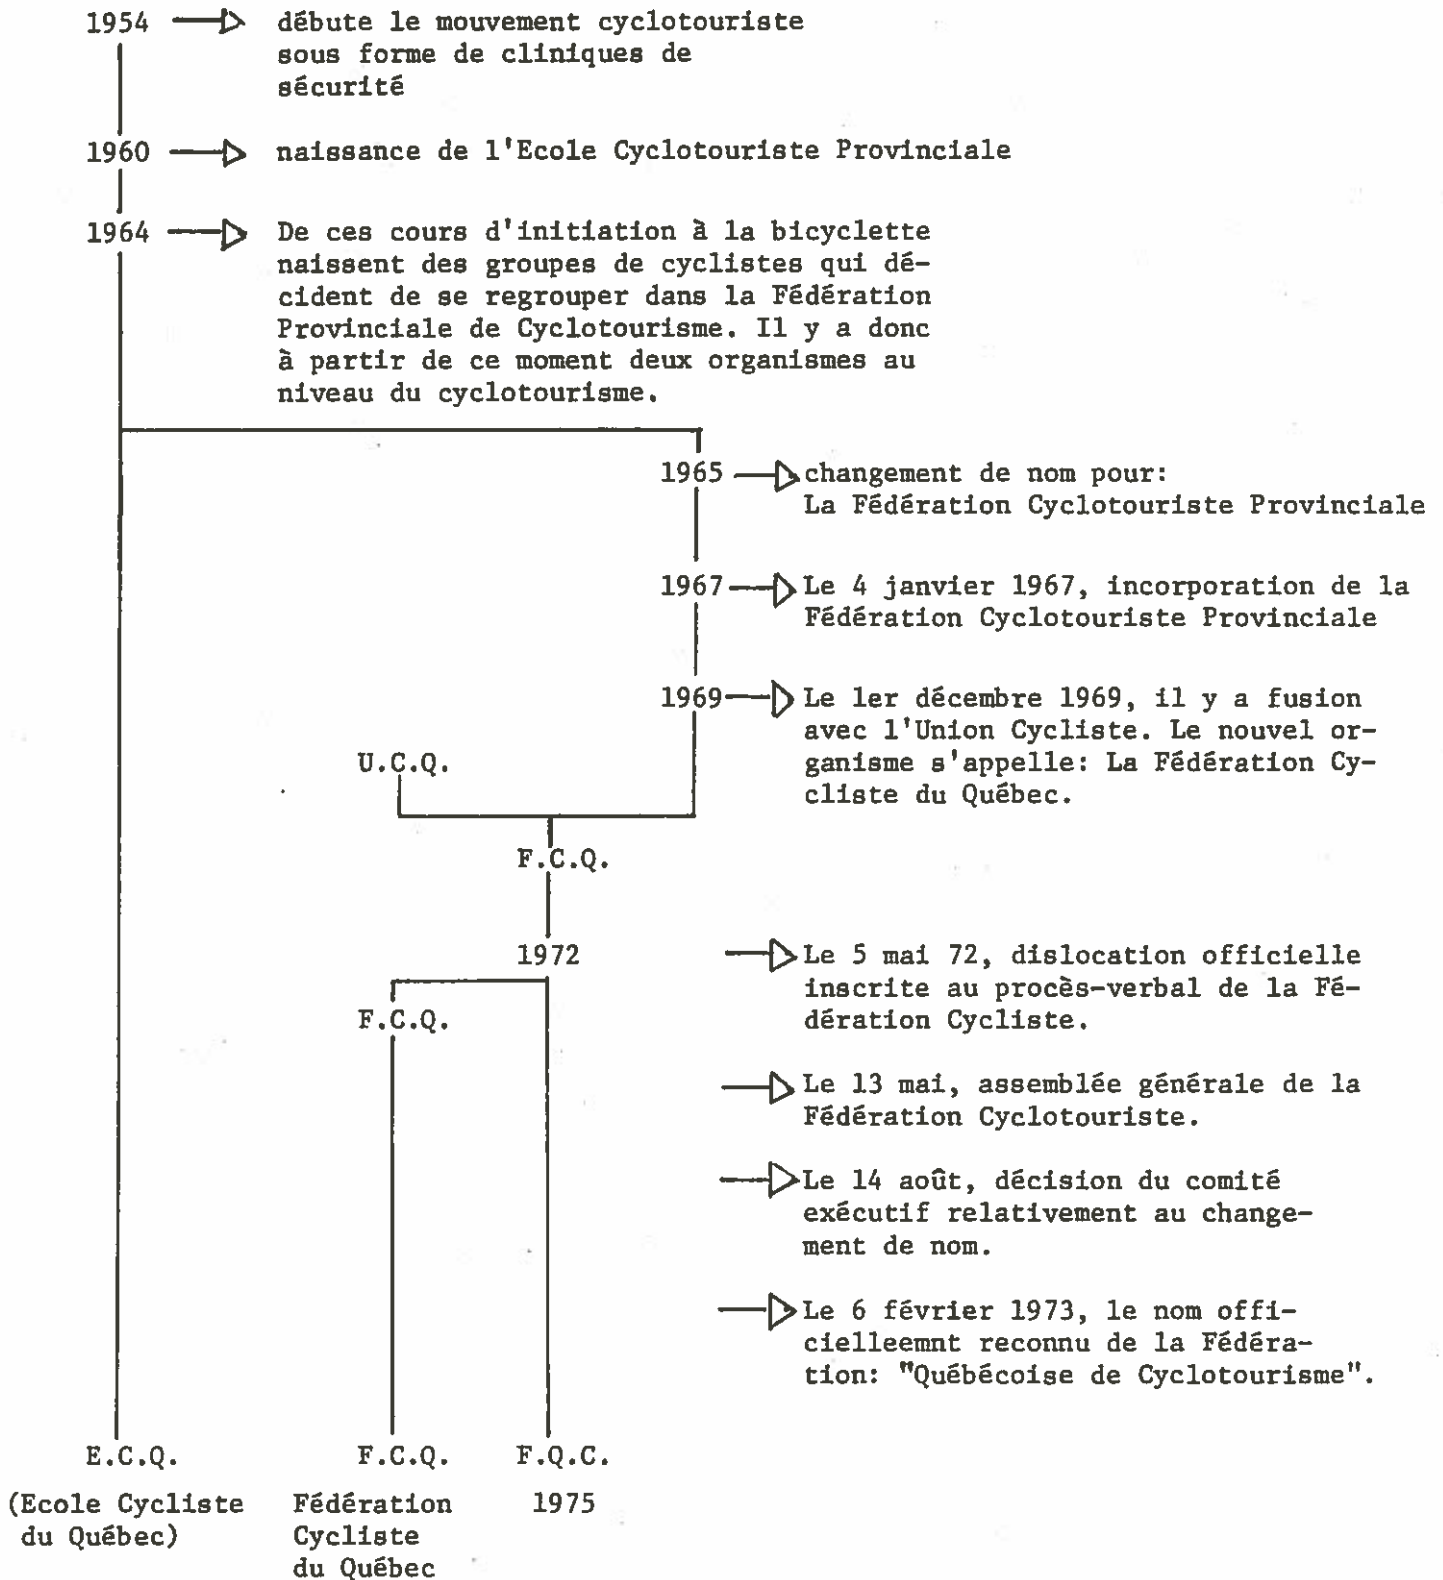 1954
débute le mouvement cyclotouriste
sous forme de cliniques de
sécurité
1960
naissance de l'Ecole Cyclotouriste Provinciale
1964
De ces cours d'initiation à la bicyclette
naissent des groupes de cyclistes qui dé-
cident de se regrouper dans la Fédération
Provinciale de Cyclotourisme. Il y a donc
à partir de ce moment deux organismes au
niveau du cyclotourisme.
1965
changement de nom pour:
La Fédération Cyclotouriste Provinciale
1967
Le 4 janvier 1967, incorporation de la
Fédération Cyclotouriste Provinciale
1969
Le 1er décembre 1969, il y a fusion
avec l'Union Cycliste. Le nouvel or-
ganisme s'appelle: La Fédération Cy-
cliste du Québec.
U.C.Q.
F.C.Q.
1972
Le 5 mai 72, dislocation officielle
inscrite au procès-verbal de la Fé-
dération Cycliste.
F.C.Q.
Le 13 mai, assemblée générale de la
Fédération Cyclotouriste.
Le 14 août, décision du comité
exécutif relativement au change-
ment de nom.
Le 6 février 1973, le nom offi-
cielleemnt reconnu de la Fédéra-
tion: "Québécoise de Cyclotourisme".
E.C.Q.
(Ecole Cycliste
du Québec)
F.C.Q.
Fédération
Cycliste
du Québec
F.Q.C.
1975